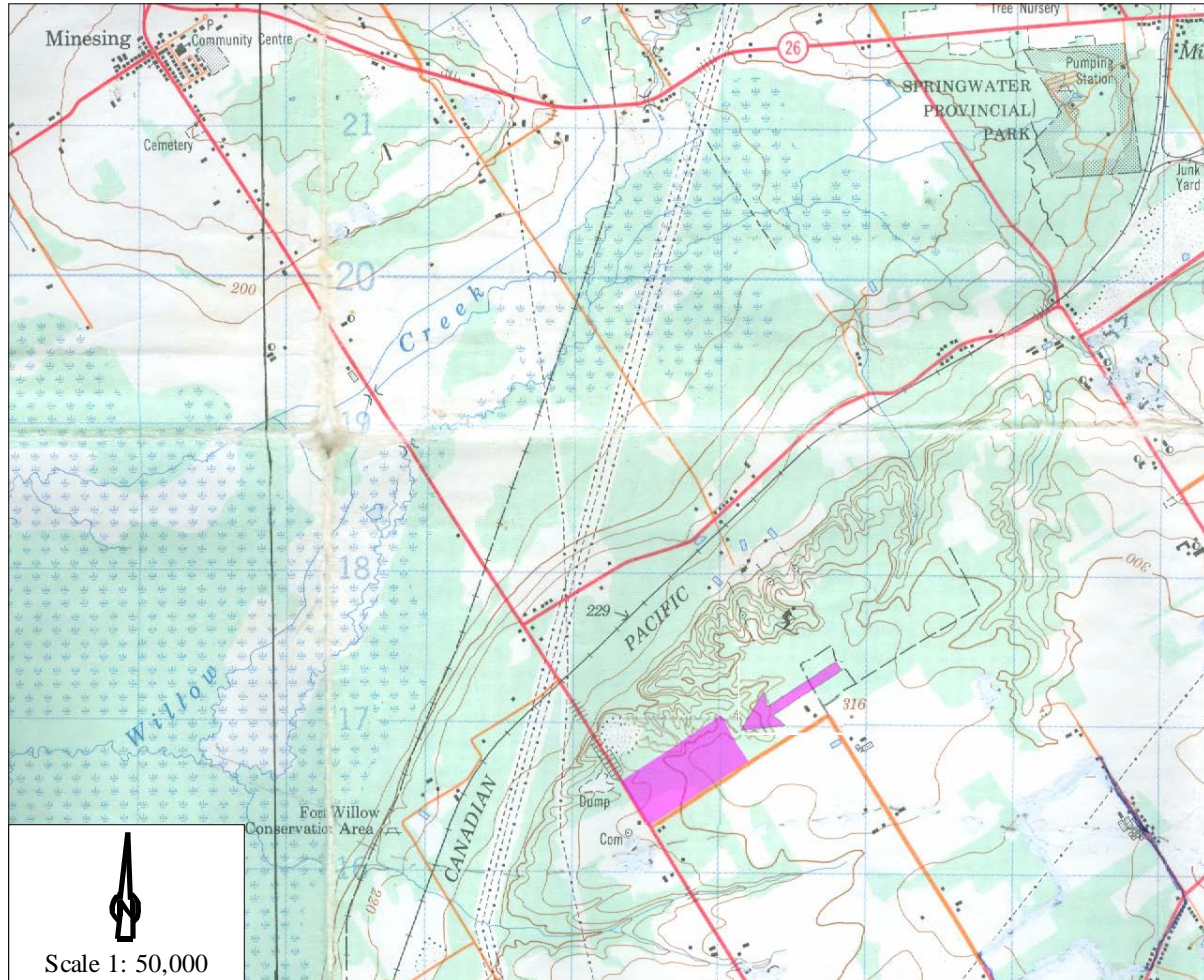 Tree Nursery
Minesing
P
Community Centre
26
Mi
Pumping
Station
SPRINGWATER
PROVINCIAL
PARK
21
Cemetery
Junk
Yard
200
20
Creek
19
300
18
229
PACIFIC
Willow
17
316
CANADIAN
Dump
Fort Willow
Conservation Area
Com
16
220
N
Scale 1: 50,000